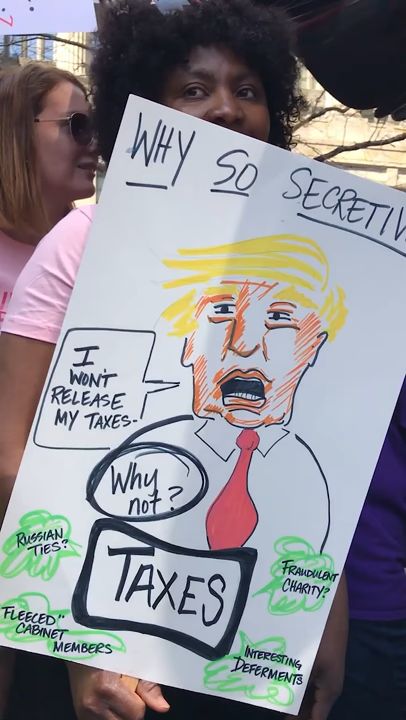 WHY SO SECRETIV
I
WON'T
RELEASE
MY TAXES-
Why
not?
TAXES
RUSSIAN
TIES?
FRAUDULENT
CHARITY?
FLEECED"
CABINET
MEMBERS
INTERESTING
DEFERMENTS